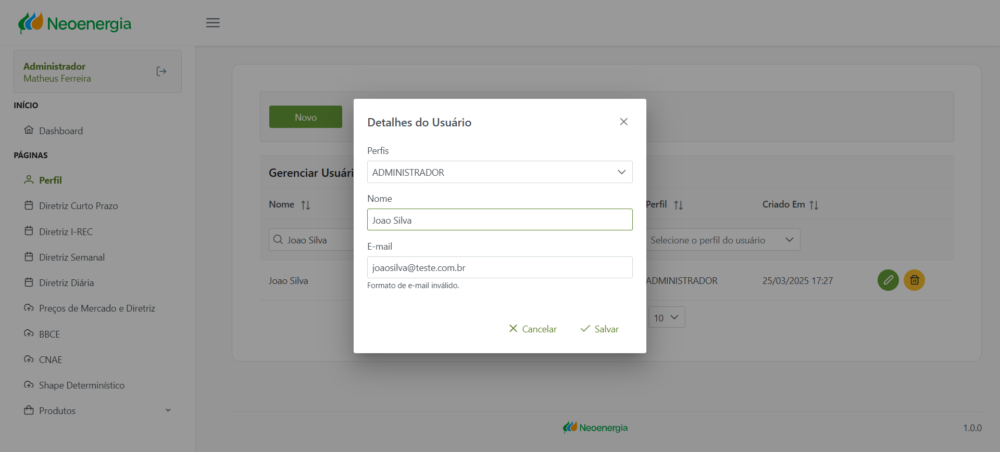 Neoenergia
Administrador
Matheus Ferreira
INÍCIO
Dashboard
PÁGINAS
Perfil
Diretriz Curto Prazo
Diretriz I-REC
Diretriz Semanal
Diretriz Diária
Preços de Mercado e Diretriz
BBCE
CNAE
Shape Determinístico
Produtos
Novo
Gerenciar Usuári
Nome
Perfil
Criado Em
Joao Silva
Selecione o perfil do usuário
Joao Silva
ADMINISTRADOR
25/03/2025 17:27
10
Detalhes do Usuário
Perfis
ADMINISTRADOR
Nome
Joao Silva
E-mail
joaosilva@teste.com.br
Formato de e-mail inválido.
Cancelar
Salvar
Neoenergia
1.0.0